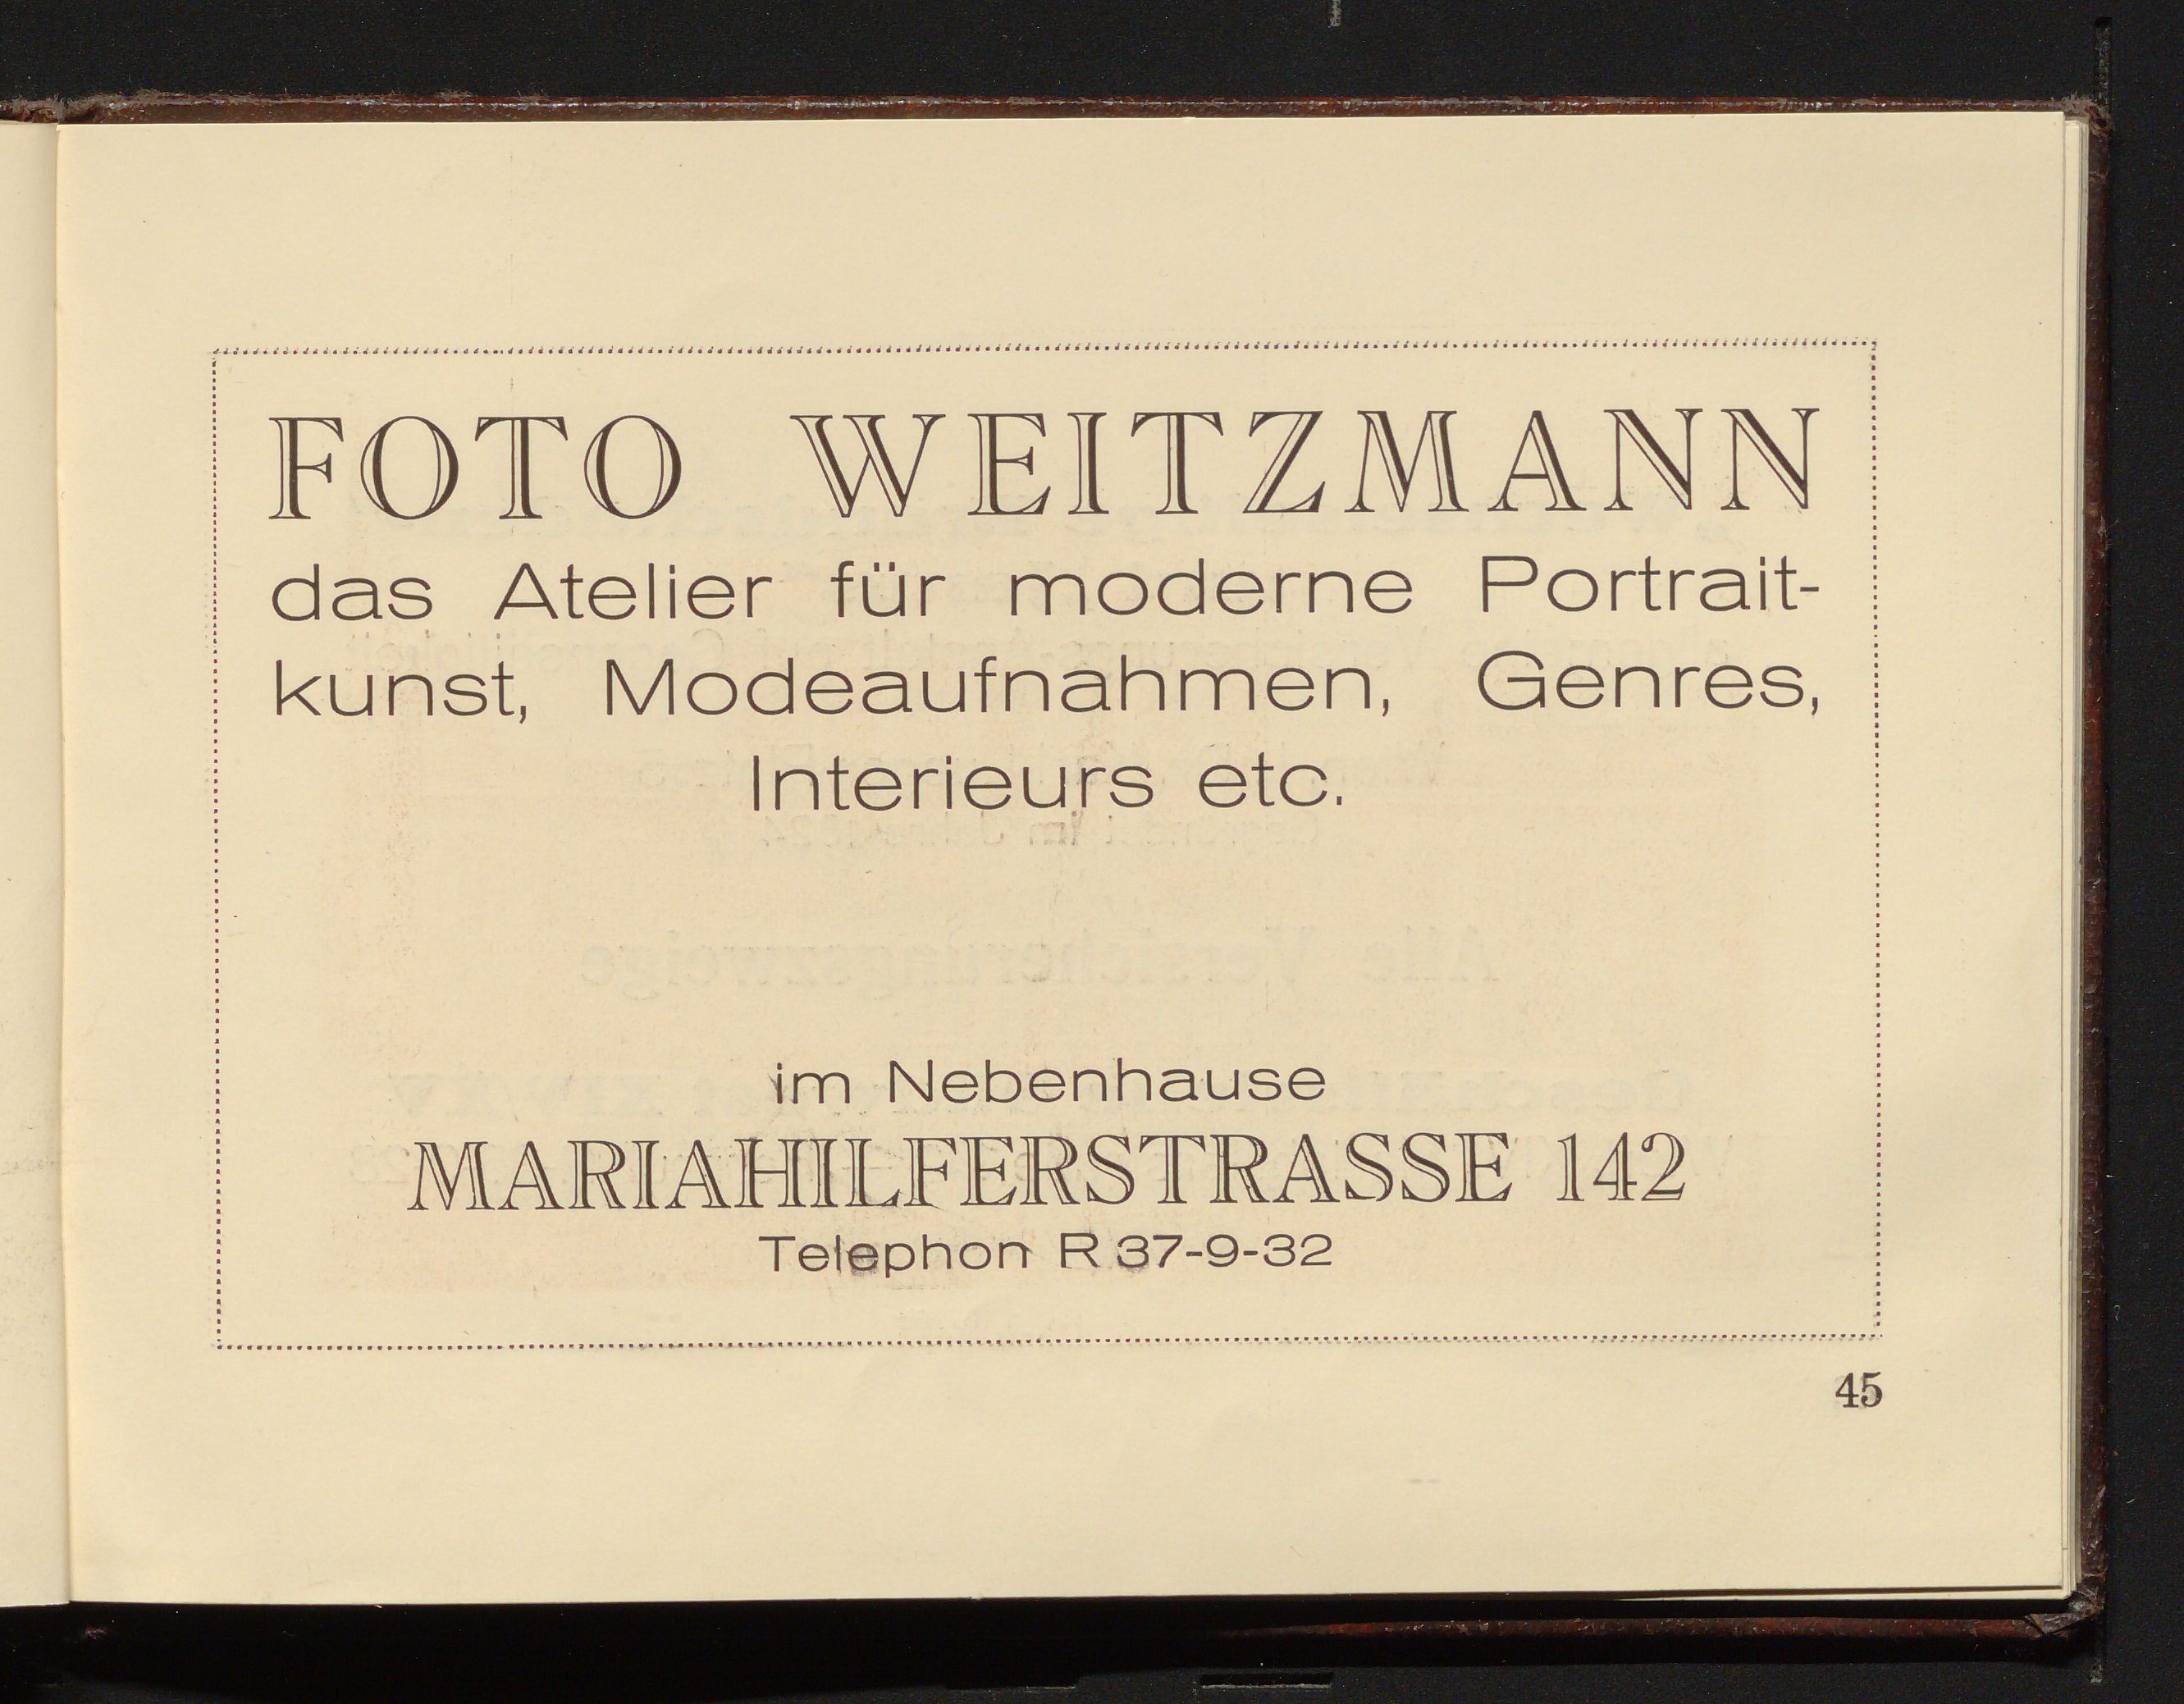 FOTO WEITZMANN
das Atelier für moderne Portrait-
kunst, Modeaufnahmen, Genres,
Interieurs etc.
im Nebenhause
MARIAHILFERSTRASSE 142
Telephon R 37-9-32
45